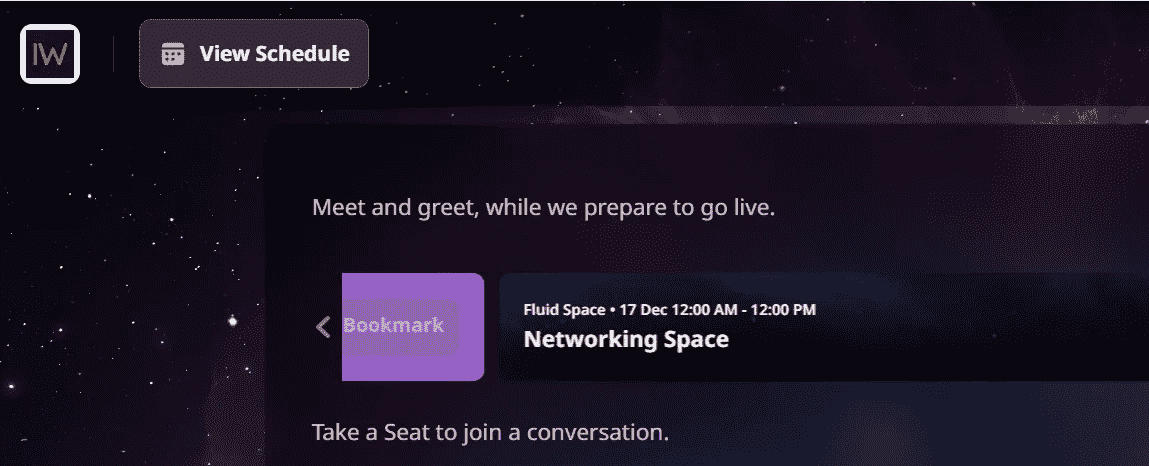 IW
View Schedule
Meet and greet, while we prepare to go live.
Bookmark
Fluid Space • 17 Dec 12:00 AM - 12:00 PM
Networking Space
Take a Seat to join a conversation.